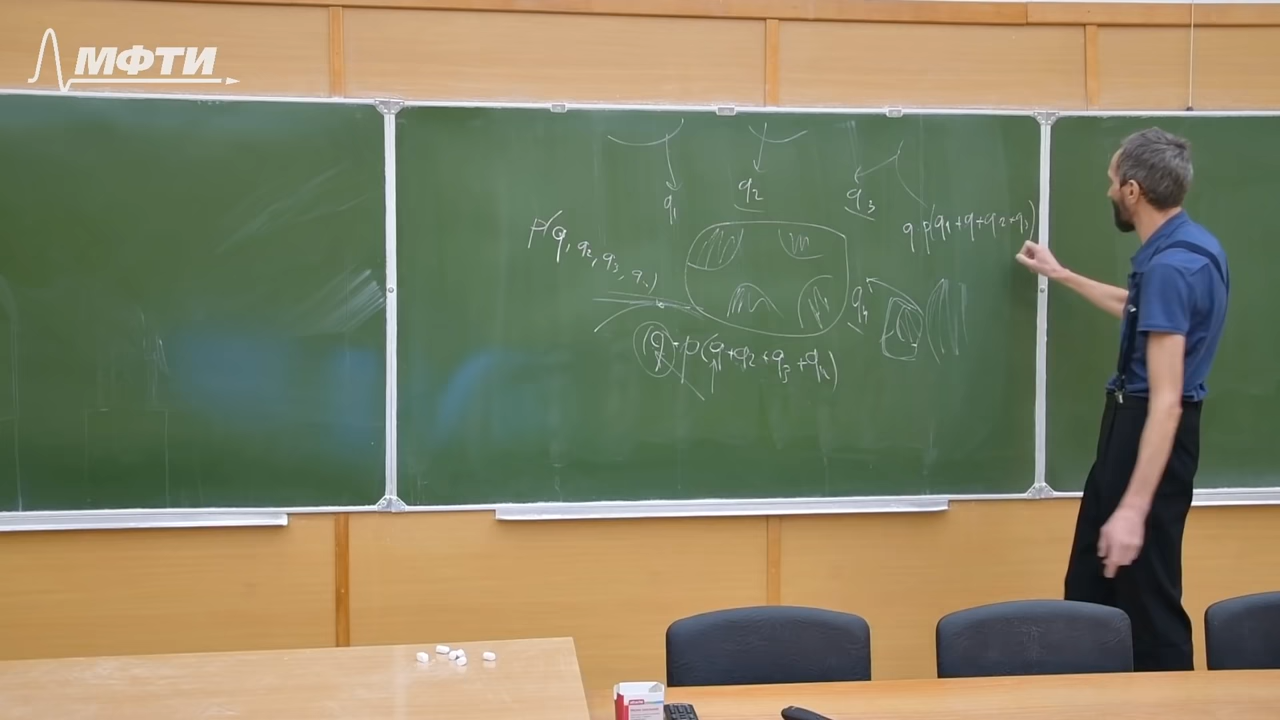 МФТИ
q₁
q₂
q₃
P(q₁, q₂, q₃, q₄)
q·p(q₁+q+q₂+q₃)
q₄
q·p(q₁+q₂+q₃+q₄)